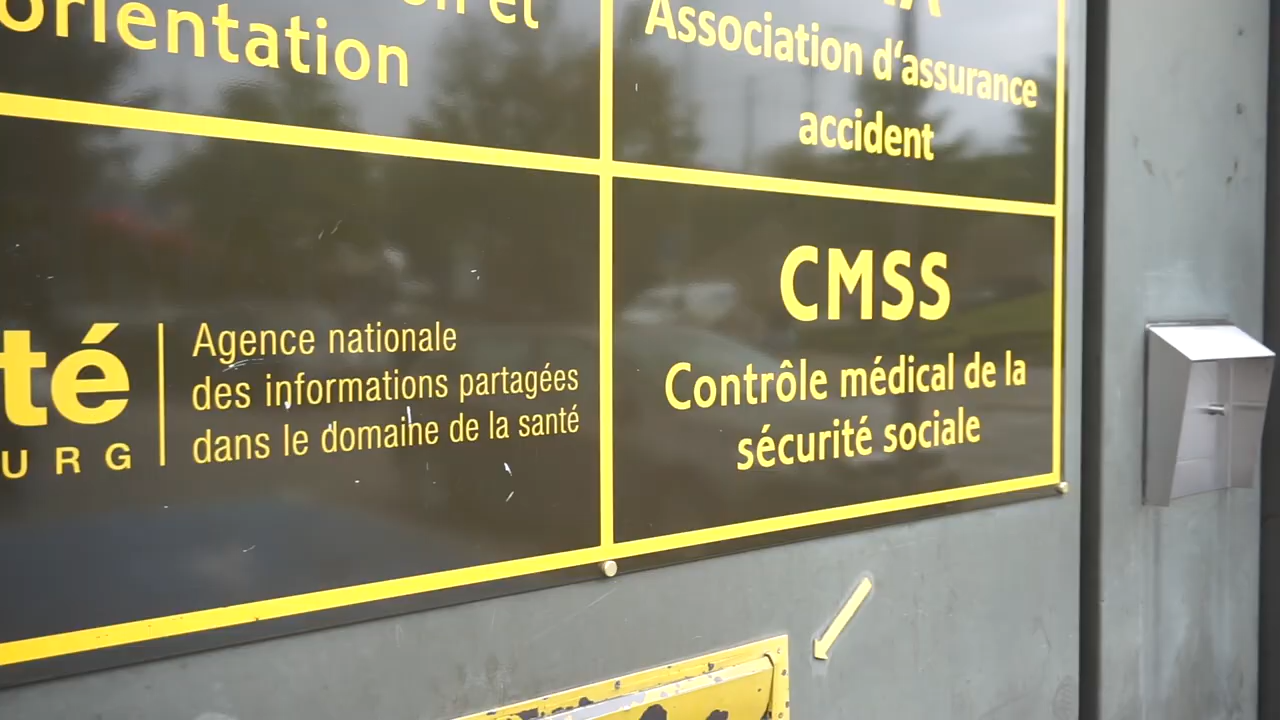 et
orientation
Association d'assurance
accident
té
URG
Agence nationale
des informations partagées
dans le domaine de la santé
CMSS
Contrôle médical de la
sécurité sociale